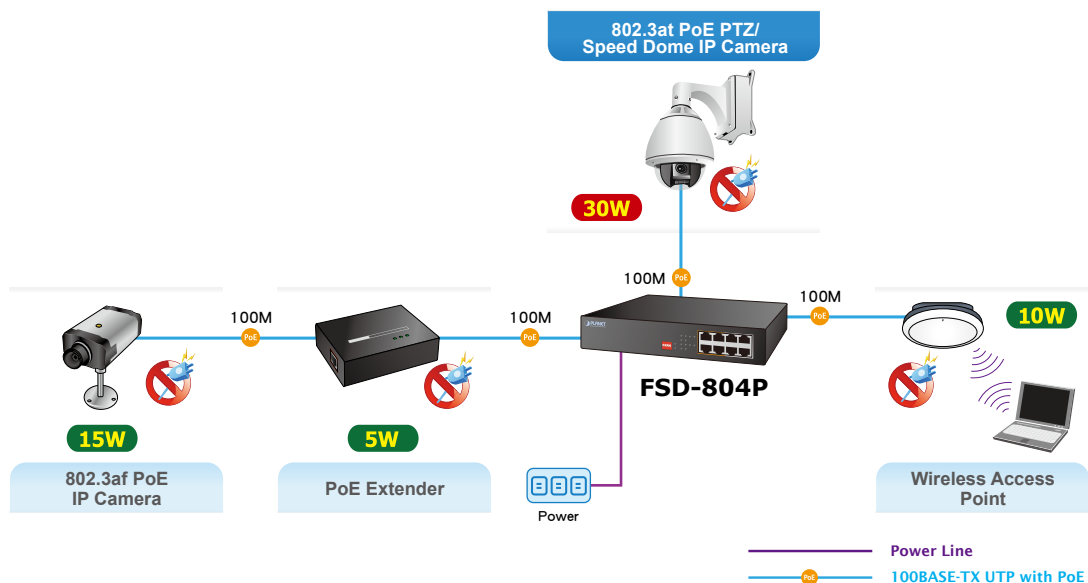 802.3at PoE PTZ/
Speed Dome IP Camera
30W
100M
PoE
100M
PoE
100M
PoE
100M
PoE
10W
PLANET
FSD-804P
15W
5W
802.3af PoE
IP Camera
PoE Extender
Wireless Access
Point
Power
Power Line
PoE
100BASE-TX UTP with PoE